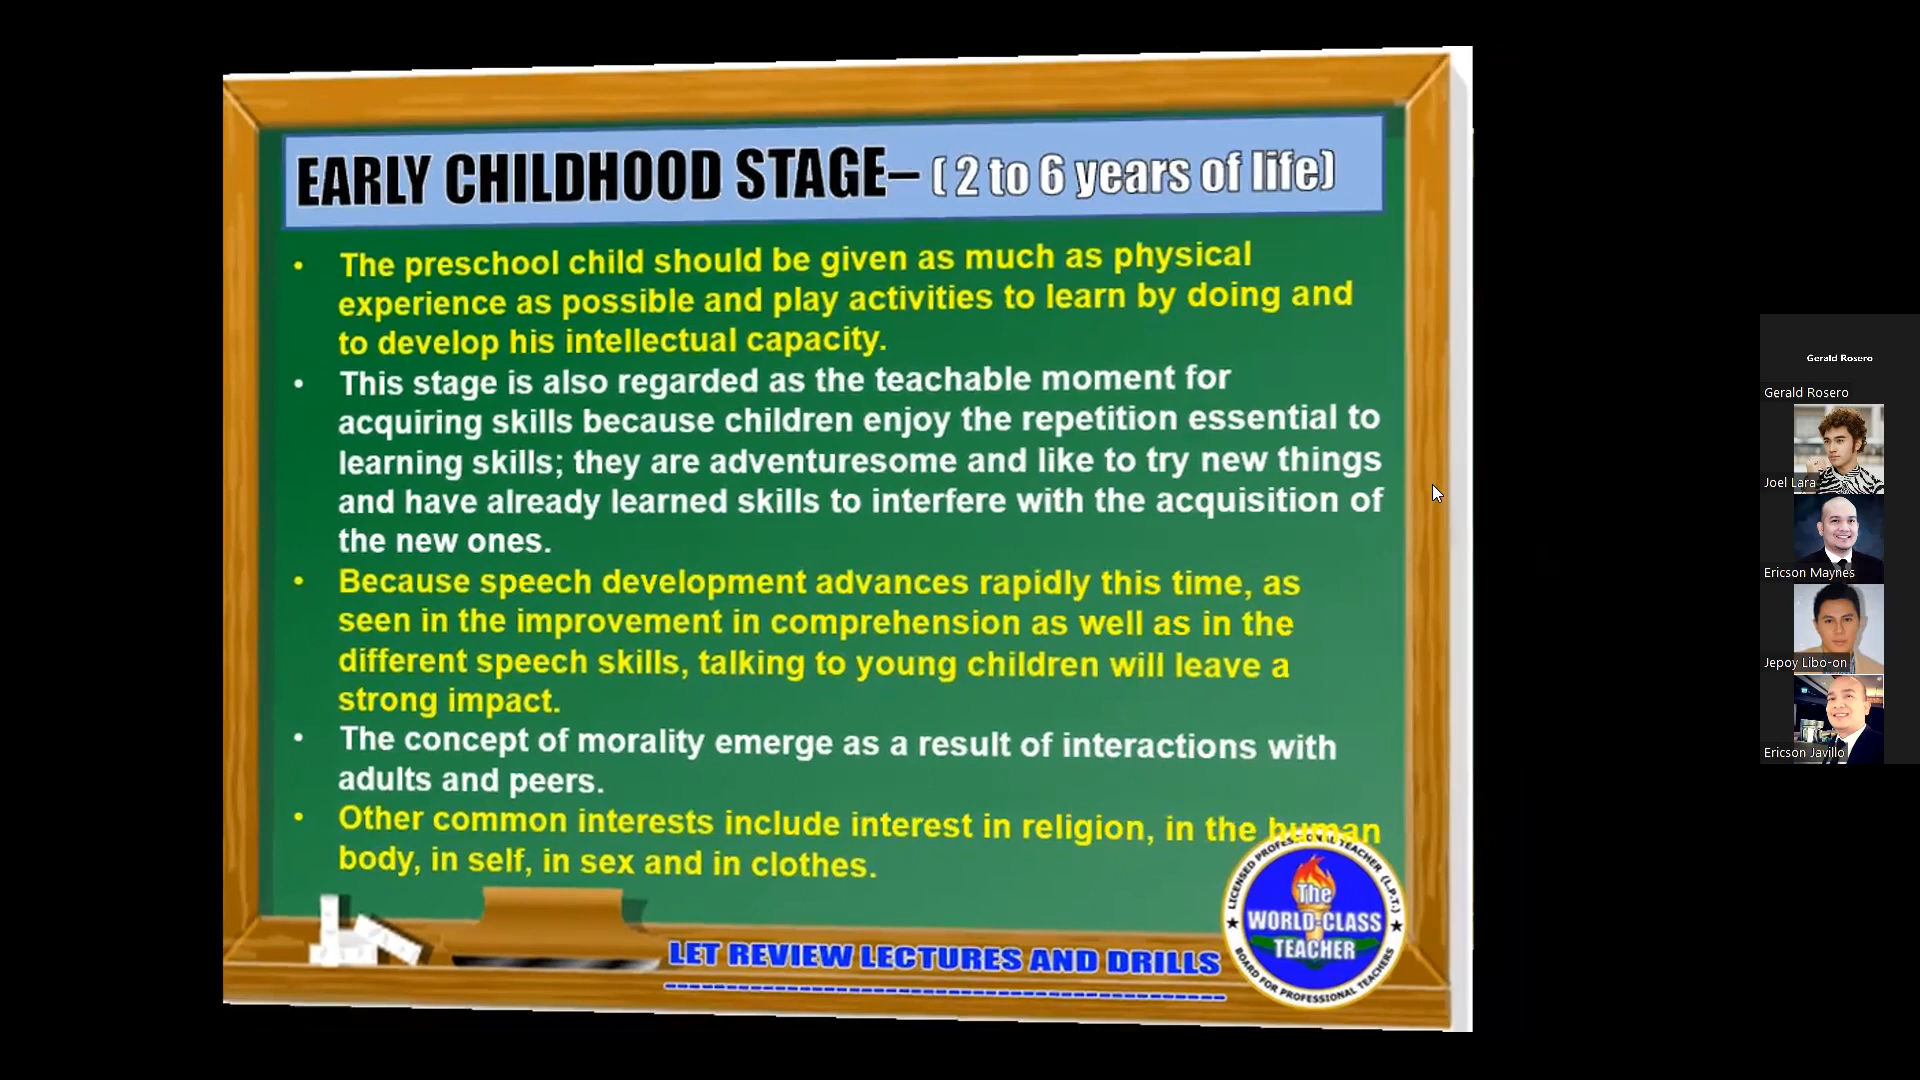 EARLY CHILDHOOD STAGE– ( 2 to 6 years of life)
• The preschool child should be given as much as physical
experience as possible and play activities to learn by doing and
to develop his intellectual capacity.
• This stage is also regarded as the teachable moment for
acquiring skills because children enjoy the repetition essential to
learning skills; they are adventuresome and like to try new things
and have already learned skills to interfere with the acquisition of
the new ones.
• Because speech development advances rapidly this time, as
seen in the improvement in comprehension as well as in the
different speech skills, talking to young children will leave a
strong impact.
• The concept of morality emerge as a result of interactions with
adults and peers.
• Other common interests include interest in religion, in the human
body, in self, in sex and in clothes.
LET REVIEW LECTURES AND DRILLS
LICENSED PROFESSIONAL TEACHER (L.P.T.)
The
WORLD-CLASS
TEACHER
BOARD FOR PROFESSIONAL TEACHERS
Gerald Rosero
Gerald Rosero
Joel Lara
Ericson Maynes
Jepoy Libo-on
Ericson Javillo